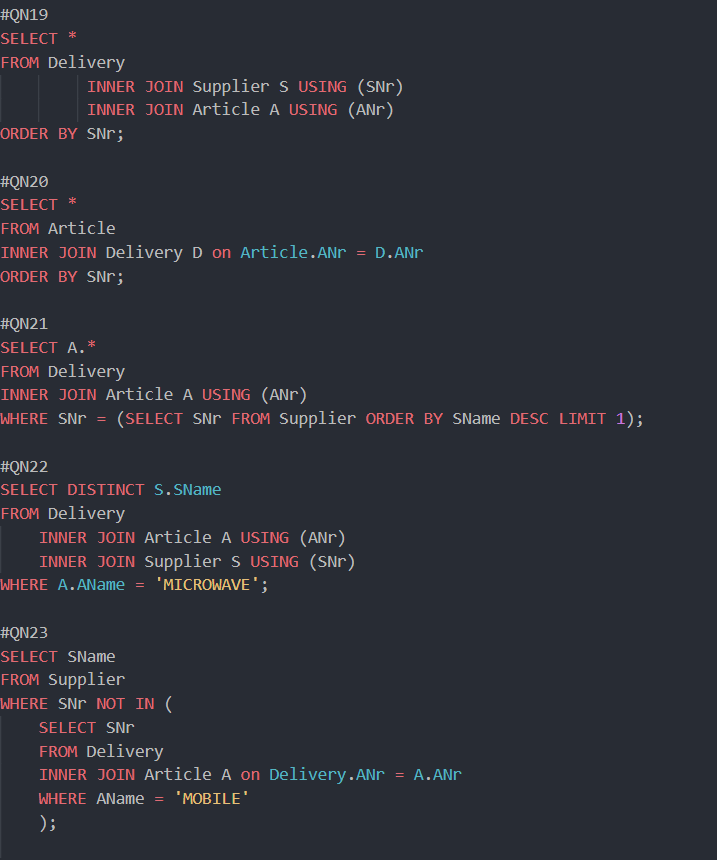 #QN19
SELECT *
FROM Delivery
INNER JOIN Supplier S USING (SNr)
INNER JOIN Article A USING (ANr)
ORDER BY SNr;
#QN20
SELECT *
FROM Article
INNER JOIN Delivery D on Article.ANr = D.ANr
ORDER BY SNr;
#QN21
SELECT A.*
FROM Delivery
INNER JOIN Article A USING (ANr)
WHERE SNr = (SELECT SNr FROM Supplier ORDER BY SName DESC LIMIT 1);
#QN22
SELECT DISTINCT S.SName
FROM Delivery
INNER JOIN Article A USING (ANr)
INNER JOIN Supplier S USING (SNr)
WHERE A.AName = 'MICROWAVE';
#QN23
SELECT SName
FROM Supplier
WHERE SNr NOT IN (
SELECT SNr
FROM Delivery
INNER JOIN Article A on Delivery.ANr = A.ANr
WHERE AName = 'MOBILE'
);